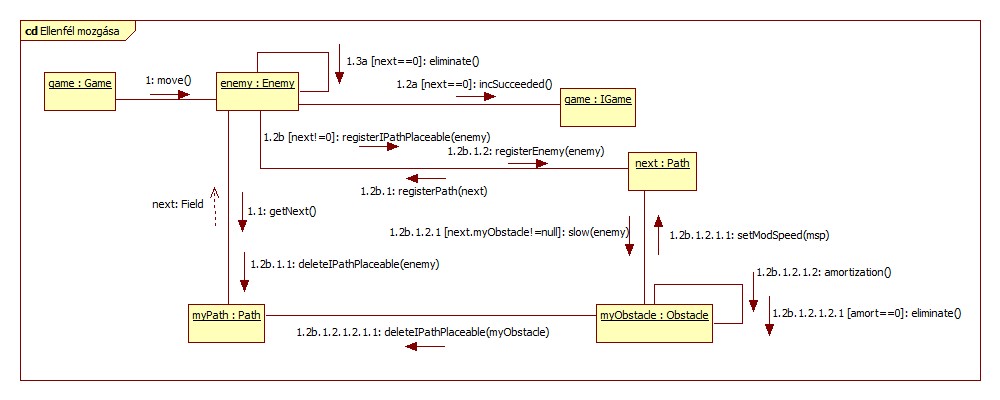 cd Ellenfél mozgása
1.3a [next==0]: eliminate()
game : Game
1: move()
enemy : Enemy
1.2a [next==0]: incSucceeded()
game : IGame
1.2b [next!=0]: registerIPathPlaceable(enemy)
1.2b.1.2: registerEnemy(enemy)
next : Path
1.2b.1: registerPath(next)
next: Field
1.1: getNext()
1.2b.1.2.1 [next.myObstacle!=null]: slow(enemy)
1.2b.1.2.1.1: setModSpeed(msp)
1.2b.1.1: deleteIPathPlaceable(enemy)
1.2b.1.2.1.2: amortization()
myPath : Path
myObstacle : Obstacle
1.2b.1.2.1.2.1 [amort==0]: eliminate()
1.2b.1.2.1.2.1.1: deleteIPathPlaceable(myObstacle)